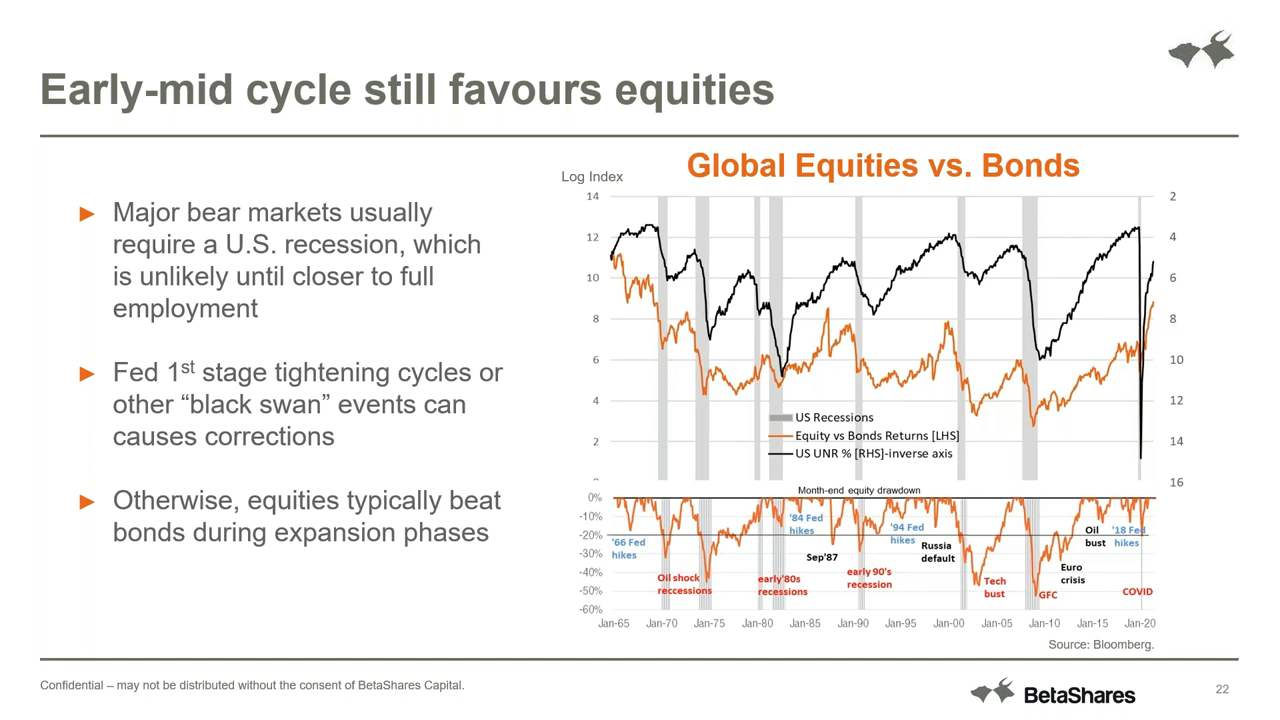 Early-mid cycle still favours equities
► Major bear markets usually
require a U.S. recession, which
is unlikely until closer to full
employment
► Fed 1st stage tightening cycles or
other “black swan” events can
causes corrections
► Otherwise, equities typically beat
bonds during expansion phases
Global Equities vs. Bonds
Log Index
14
12
10
8
6
4
2
2
4
6
8
10
12
14
16
US Recessions
Equity vs Bonds Returns [LHS]
US UNR % [RHS]-inverse axis
Month-end equity drawdown
0%
-10%
-20%
-30%
-40%
-50%
-60%
'66 Fed
hikes
Oil shock
reccessions
early'80s
recessions
'84 Fed
hikes
Sep'87
early 90's
recession
'94 Fed
hikes
Russia
default
Tech
bust
GFC
Euro
crisis
Oil
bust
'18 Fed
hikes
COVID
Jan-65 Jan-70 Jan-75 Jan-80 Jan-85 Jan-90 Jan-95 Jan-00 Jan-05 Jan-10 Jan-15 Jan-20
Source: Bloomberg.
Confidential – may not be distributed without the consent of BetaShares Capital.
BetaShares
22